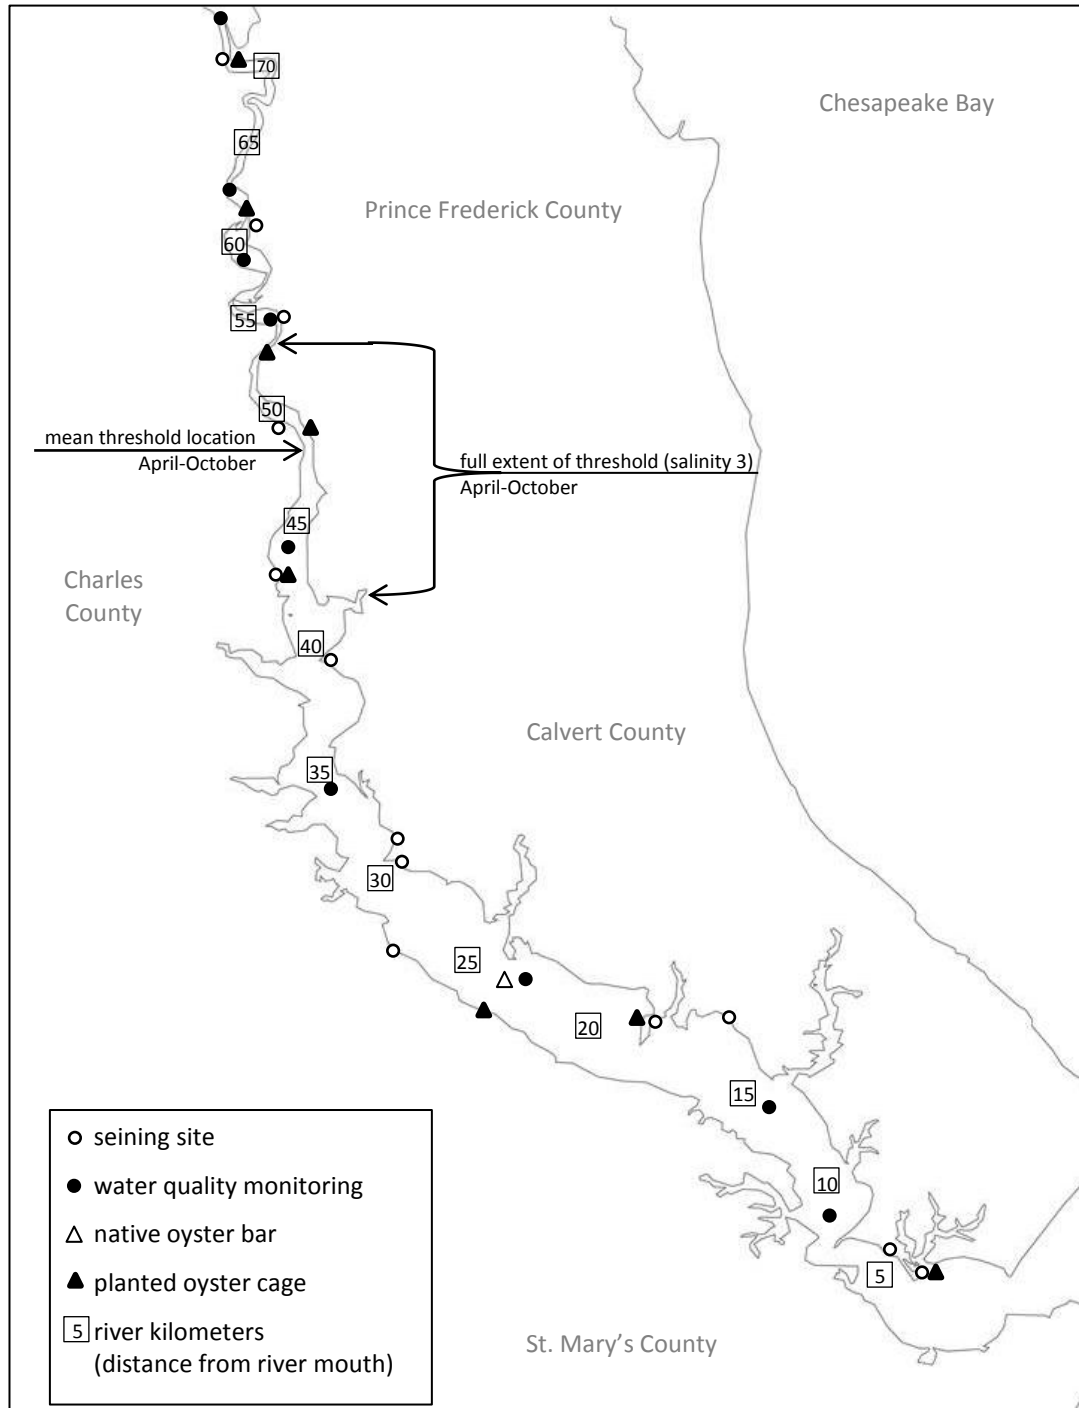 70
Chesapeake Bay
65
Prince Frederick County
60
55
50
mean threshold location
April-October
full extent of threshold (salinity 3)
April-October
45
Charles
County
40
Calvert County
35
30
25
20
15
10
5
seining site
water quality monitoring
native oyster bar
planted oyster cage
5 river kilometers
(distance from river mouth)
St. Mary’s County